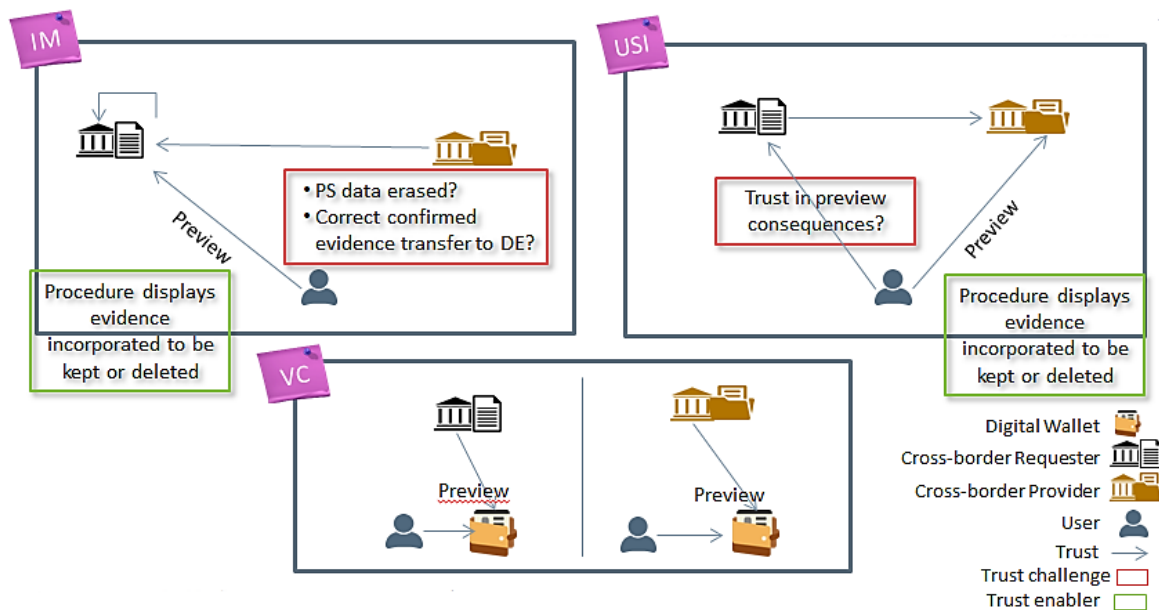 IM
Preview
• PS data erased?
• Correct confirmed
evidence transfer to DE?
Procedure displays
evidence
incorporated to be
kept or deleted
USI
Trust in preview
consequences?
Preview
Procedure displays
evidence
incorporated to be
kept or deleted
VC
Preview
Preview
Digital Wallet
Cross-border Requester
Cross-border Provider
User
Trust
Trust challenge
Trust enabler